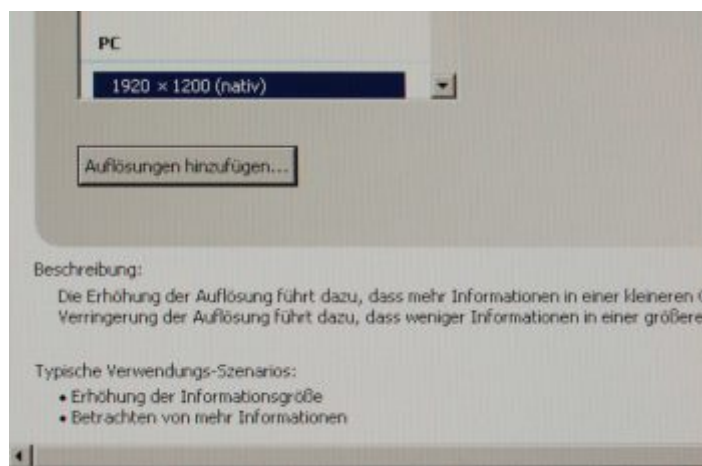 PC
1920 × 1200 (nativ)
Auflösungen hinzufügen...
Beschreibung:
Die Erhöhung der Auflösung führt dazu, dass mehr Informationen in einer kleineren
Verringerung der Auflösung führt dazu, dass weniger Informationen in einer größere
Typische Verwendungs-Szenarios:
• Erhöhung der Informationsgröße
• Betrachten von mehr Informationen